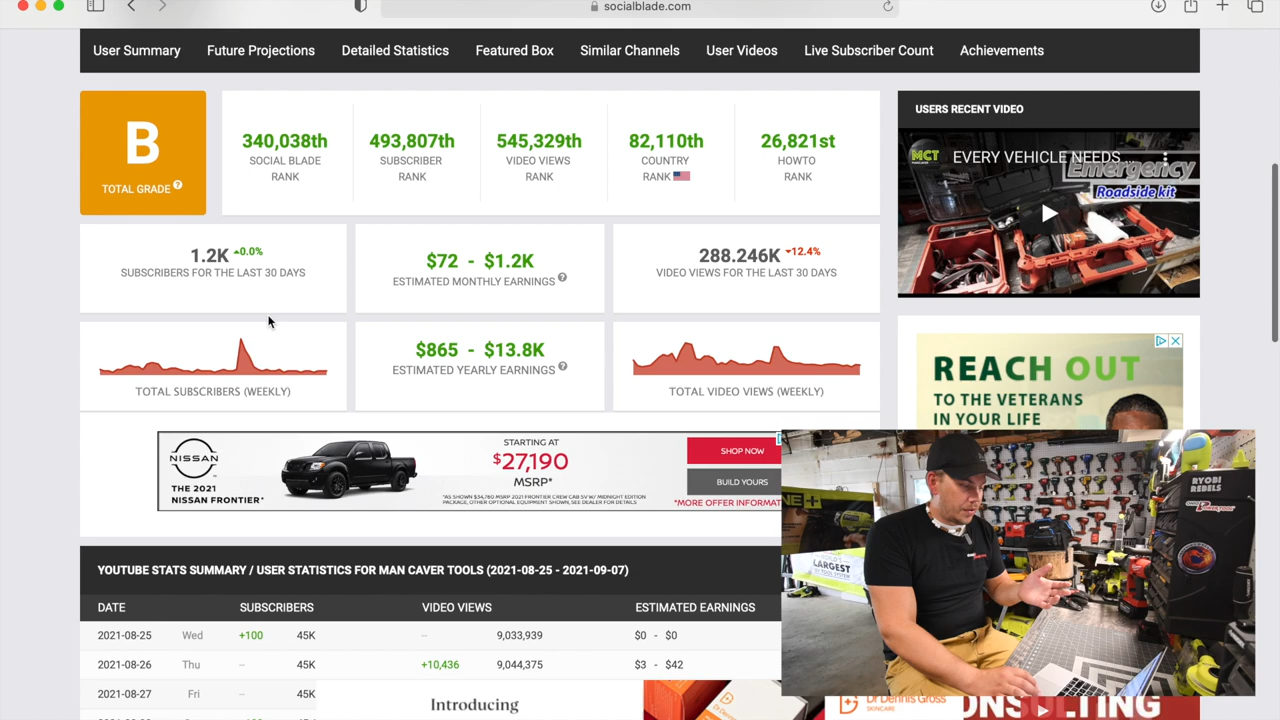 socialblade.com
User Summary
Future Projections
Detailed Statistics
Featured Box
Similar Channels
User Videos
Live Subscriber Count
Achievements
B
TOTAL GRADE
340,038th
SOCIAL BLADE
RANK
493,807th
SUBSCRIBER
RANK
545,329th
VIDEO VIEWS
RANK
82,110th
COUNTRY
RANK
26,821st
HOWTO
RANK
USERS RECENT VIDEO
MCT
EVERY VEHICLE NEEDS...
Emergency
Roadside kit
1.2K 0.0%
SUBSCRIBERS FOR THE LAST 30 DAYS
$72 - $1.2K
ESTIMATED MONTHLY EARNINGS
288.246K -12.4%
VIDEO VIEWS FOR THE LAST 30 DAYS
TOTAL SUBSCRIBERS (WEEKLY)
$865 - $13.8K
ESTIMATED YEARLY EARNINGS
TOTAL VIDEO VIEWS (WEEKLY)
REACH OUT
TO THE VETERANS
IN YOUR LIFE
NISSAN
THE 2021
NISSAN FRONTIER*
STARTING AT
$27,190
MSRP*
*AS SHOWN $34,780 MSRP 2021 FRONTIER CREW CAB SV W/ MIDNIGHT EDITION
PACKAGE, OTHER OPTIONAL EQUIPMENT SHOWN, SEE DEALER FOR DETAILS
SHOP NOW
BUILD YOURS
*MORE OFFER INFORMAT
YOUTUBE STATS SUMMARY / USER STATISTICS FOR MAN CAVER TOOLS (2021-08-25 - 2021-09-07)
DATE
SUBSCRIBERS
VIDEO VIEWS
ESTIMATED EARNINGS
2021-08-25 Wed +100 45K -- 9,033,939 $0 - $0
2021-08-26 Thu -- 45K +10,436 9,044,375 $3 - $42
2021-08-27 Fri -- 45K
Introducing
Dr Dennis Gross
SKINCARE
ONSULTING
RYOBI
REBELS
LARGEST